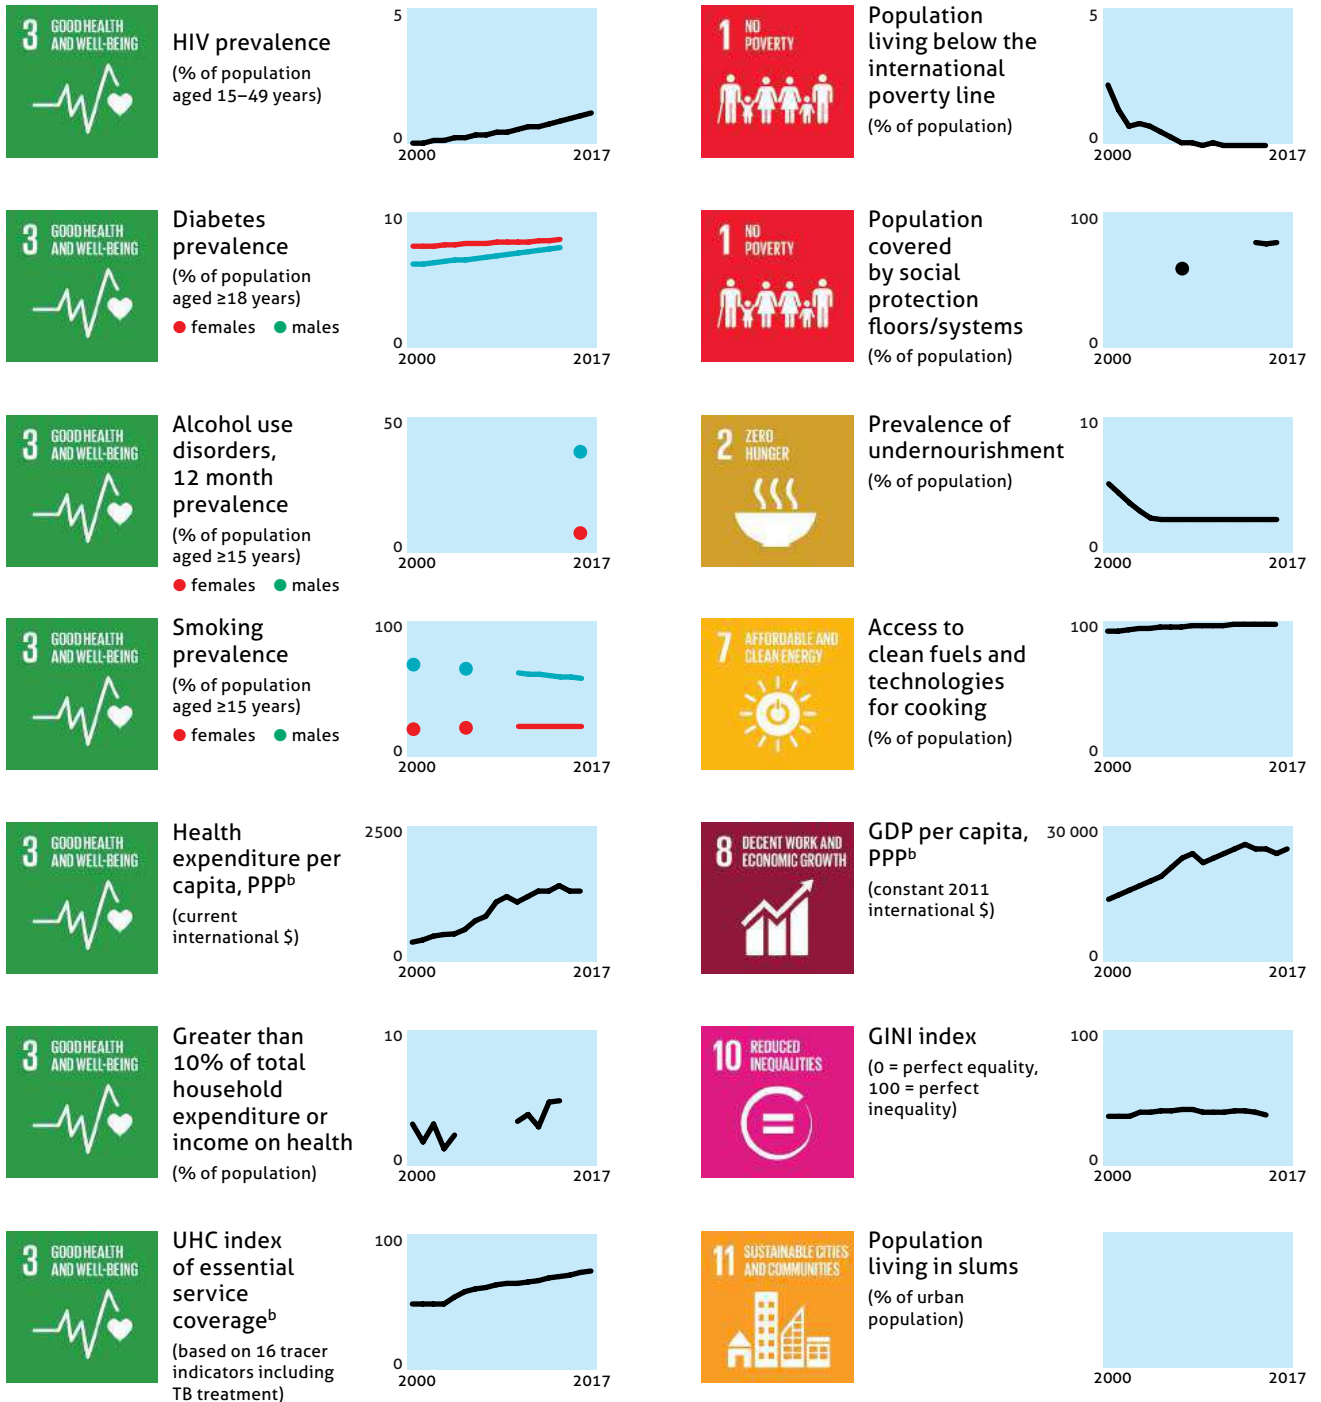 3 GOOD HEALTH
AND WELL-BEING
HIV prevalence
(% of population
aged 15–49 years)
5
0
2000 2017
3 GOOD HEALTH
AND WELL-BEING
Diabetes
prevalence
(% of population
aged ≥18 years)
females males
10
0
2000 2017
3 GOOD HEALTH
AND WELL-BEING
Alcohol use
disorders,
12 month
prevalence
(% of population
aged ≥15 years)
females males
50
0
2000 2017
3 GOOD HEALTH
AND WELL-BEING
Smoking
prevalence
(% of population
aged ≥15 years)
females males
100
0
2000 2017
3 GOOD HEALTH
AND WELL-BEING
Health
expenditure per
capita, PPPᵇ
(current
international $)
2500
0
2000 2017
3 GOOD HEALTH
AND WELL-BEING
Greater than
10% of total
household
expenditure or
income on health
(% of population)
10
0
2000 2017
3 GOOD HEALTH
AND WELL-BEING
UHC index
of essential
service
coverageᵇ
(based on 16 tracer
indicators including
TB treatment)
100
0
2000 2017
1 NO
POVERTY
Population
living below the
international
poverty line
(% of population)
5
0
2000 2017
1 NO
POVERTY
Population
covered
by social
protection
floors/systems
(% of population)
100
0
2000 2017
2 ZERO
HUNGER
Prevalence of
undernourishment
(% of population)
10
0
2000 2017
7 AFFORDABLE AND
CLEAN ENERGY
Access to
clean fuels and
technologies
for cooking
(% of population)
100
0
2000 2017
8 DECENT WORK AND
ECONOMIC GROWTH
GDP per capita,
PPPᵇ
(constant 2011
international $)
30 000
0
2000 2017
10 REDUCED
INEQUALITIES
GINI index
(0 = perfect equality,
100 = perfect
inequality)
100
0
2000 2017
11 SUSTAINABLE CITIES
AND COMMUNITIES
Population
living in slums
(% of urban
population)
2000 2017